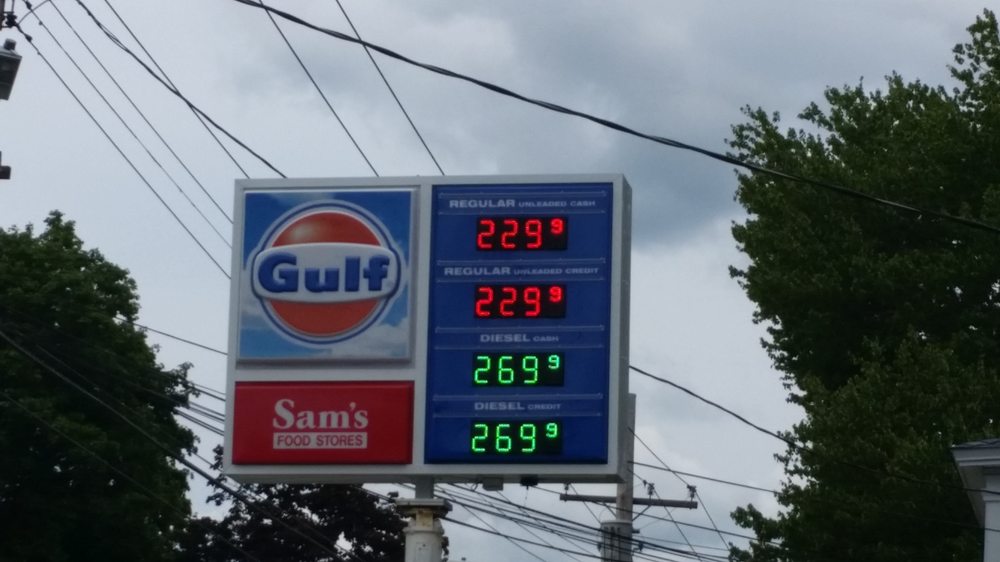 Gulf
Sam's
FOOD STORES
REGULAR UNLEADED CASH
229 9
REGULAR UNLEADED CREDIT
229 9
DIESEL CASH
269 9
DIESEL CREDIT
269 9